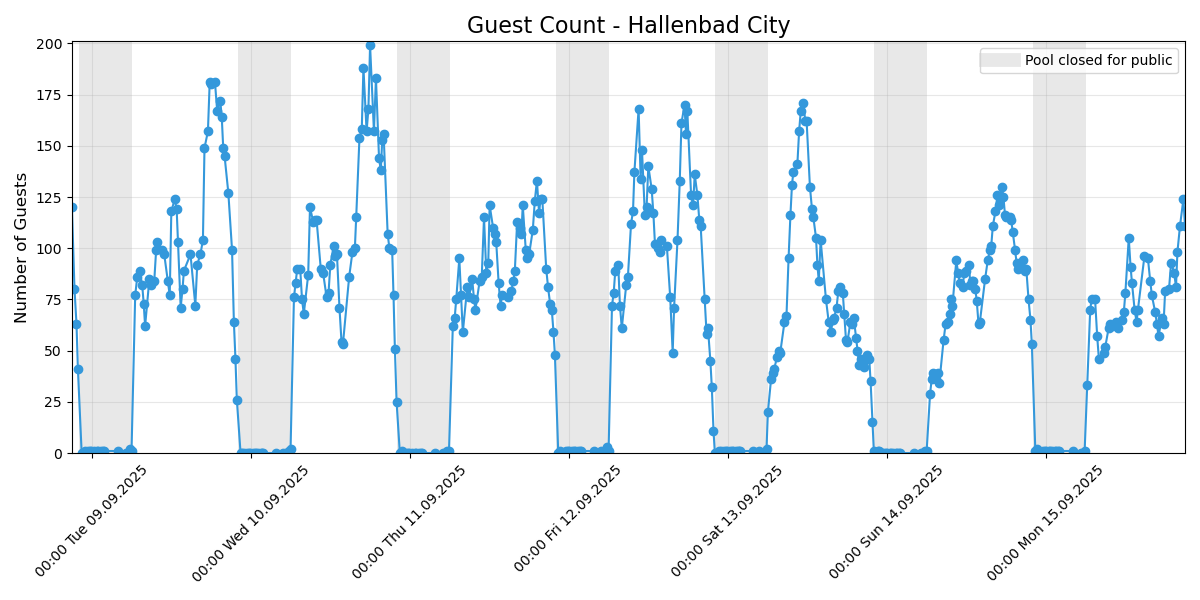 Guest Count - Hallenbad City
Pool closed for public
Number of Guests
200
175
150
125
100
75
50
25
0
00:00 Tue 09.09.2025
00:00 Wed 10.09.2025
00:00 Thu 11.09.2025
00:00 Fri 12.09.2025
00:00 Sat 13.09.2025
00:00 Sun 14.09.2025
00:00 Mon 15.09.2025